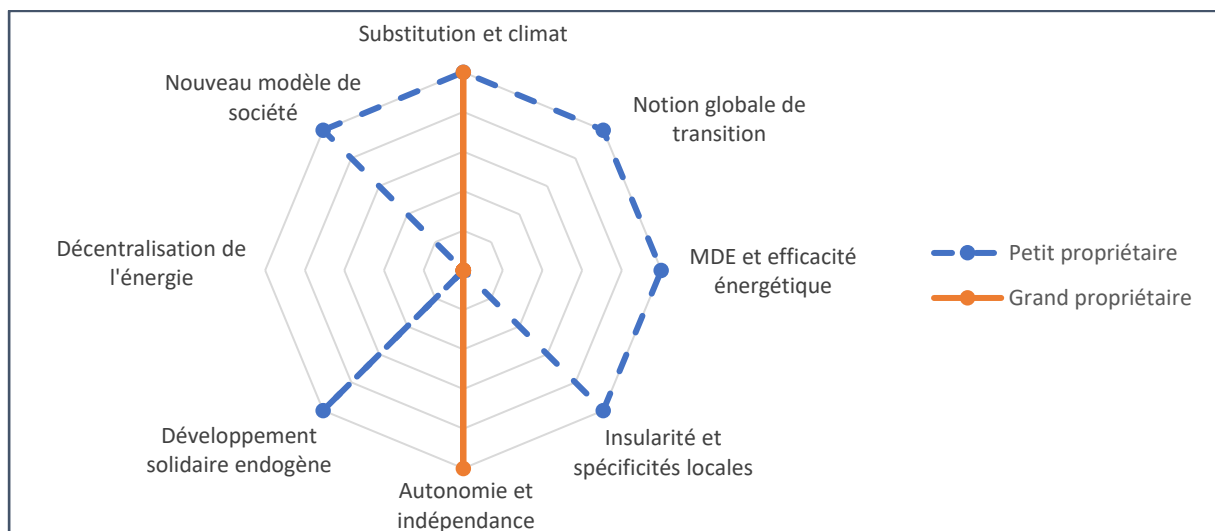 Substitution et climat
Notion globale de
transition
MDE et efficacité
énergétique
Insularité et
spécificités locales
Autonomie et
indépendance
Développement
solidaire endogène
Décentralisation de
l'énergie
Nouveau modèle de
société
Petit propriétaire
Grand propriétaire